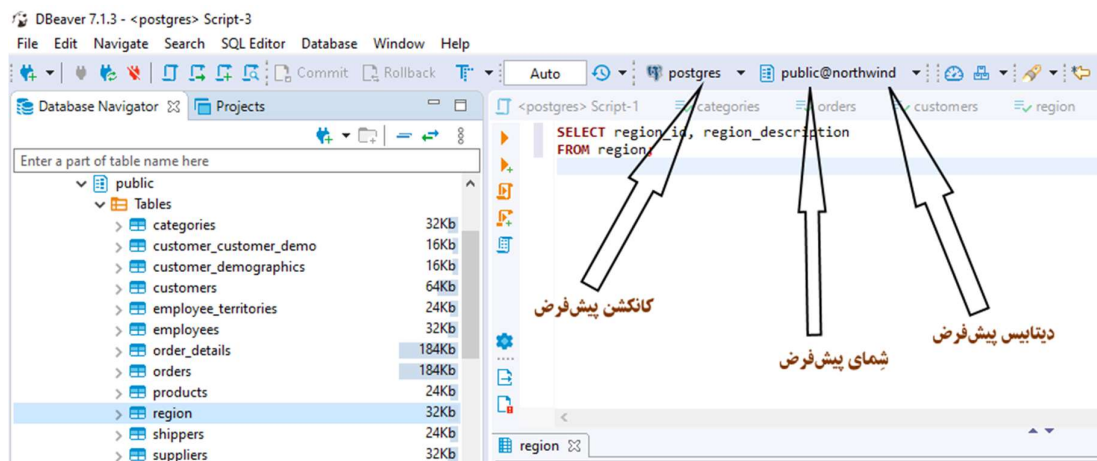 DBeaver 7.1.3 - <postgres> Script-3
File Edit Navigate Search SQL Editor Database Window Help
Commit Rollback Auto postgres public@northwind
Database Navigator Projects
<postgres> Script-1 categories orders customers region
Enter a part of table name here
SELECT region_id, region_description
FROM region;
public
Tables
categories 32Kb
customer_customer_demo 16Kb
customer_demographics 16Kb
customers 64Kb
employee_territories 24Kb
employees 32Kb
order_details 184Kb
orders 184Kb
products 24Kb
region 32Kb
shippers 24Kb
suppliers 32Kb
کانکشن پیش‌فرض
شِمای پیش‌فرض
دیتابیس پیش‌فرض
region